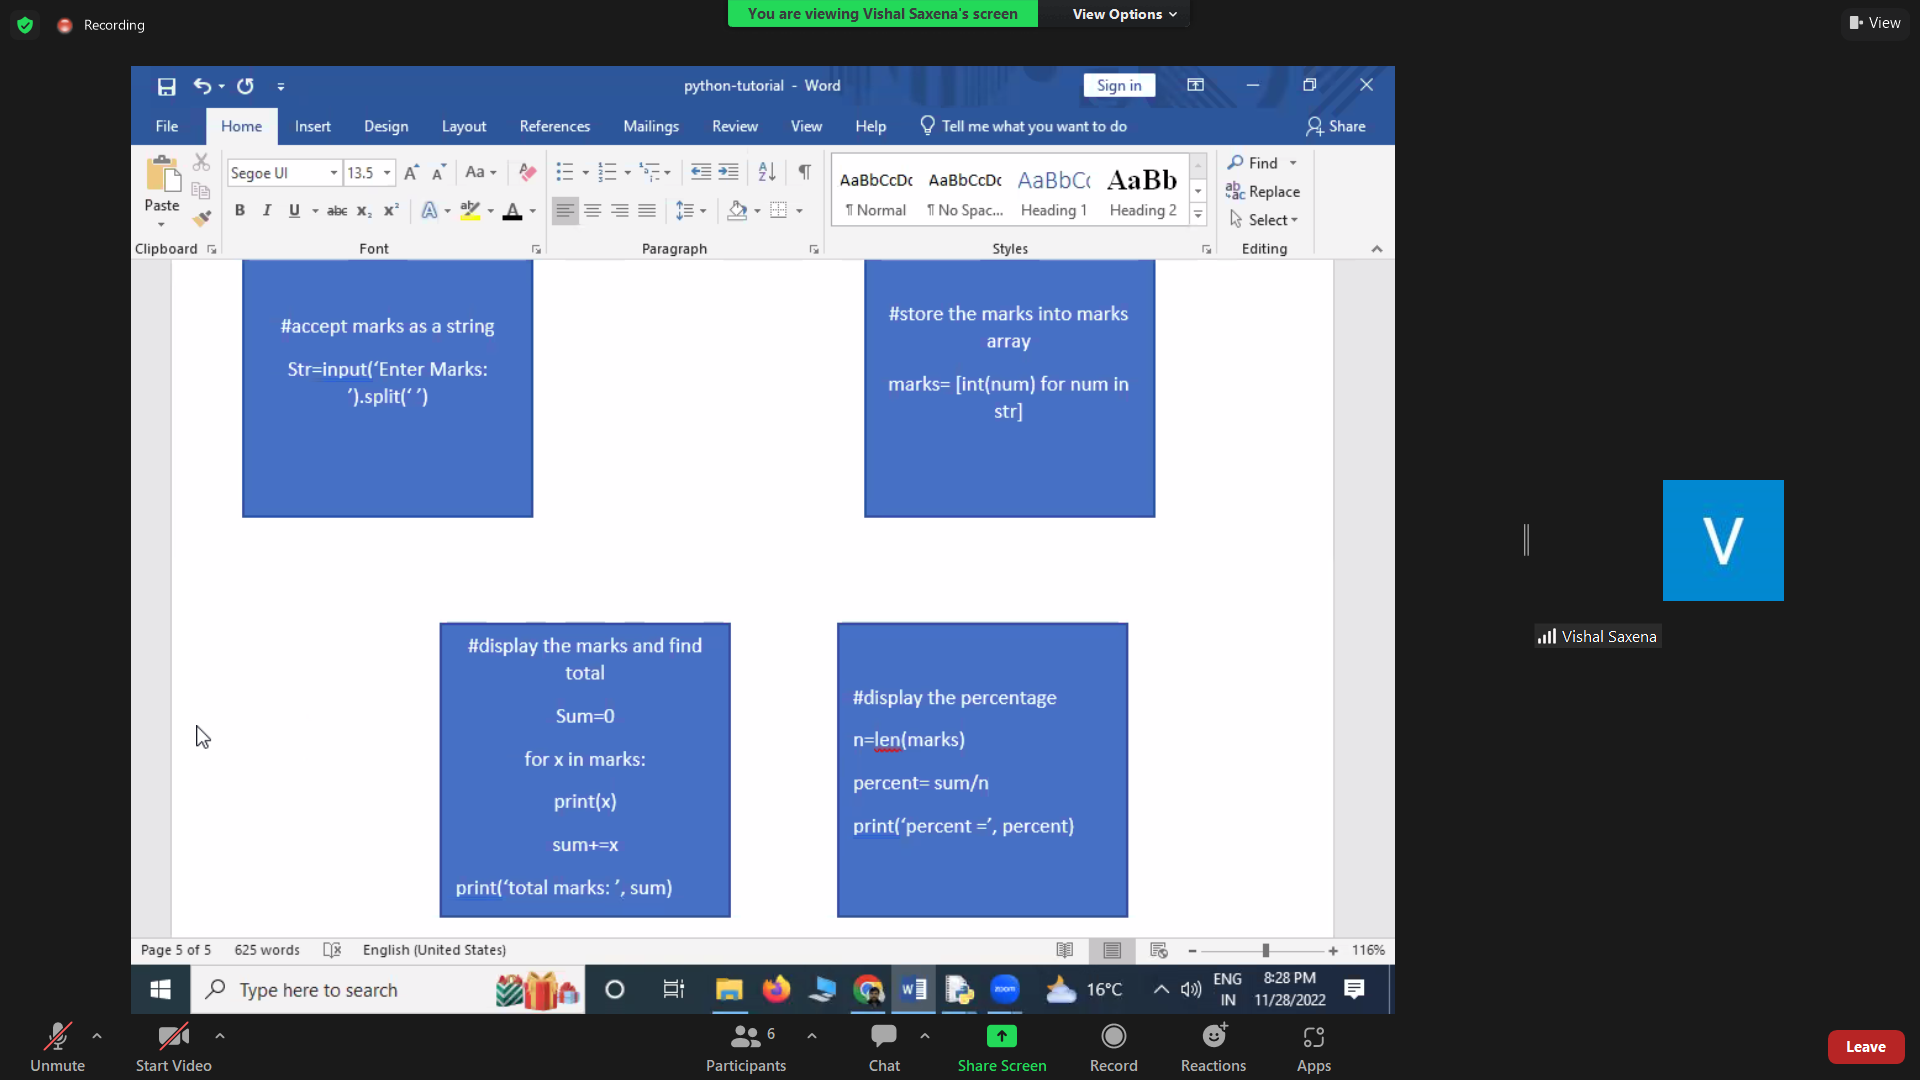 Recording
You are viewing Vishal Saxena's screen
View Options
View
python-tutorial - Word
Sign in
File Home Insert Design Layout References Mailings Review View Help Tell me what you want to do Share
Paste
Clipboard
Segoe UI 13.5 Aa
B I U abc x₂ x²
Font
Paragraph
AaBbCcDc AaBbCcDc AaBbCc AaBb
¶ Normal ¶ No Spac... Heading 1 Heading 2
Styles
Find
Replace
Select
Editing
#accept marks as a string
Str=input(‘Enter Marks:
’).split(‘ ’)
#store the marks into marks
array
marks= [int(num) for num in
str]
#display the marks and find
total
Sum=0
for x in marks:
print(x)
sum+=x
print(‘total marks: ’, sum)
#display the percentage
n=len(marks)
percent= sum/n
print(‘percent =’, percent)
V
Vishal Saxena
Page 5 of 5 625 words English (United States) 116%
Type here to search
zoom
16°C
ENG
IN
8:28 PM
11/28/2022
Unmute
Start Video
Participants 6
Chat
Share Screen
Record
Reactions
Apps
Leave